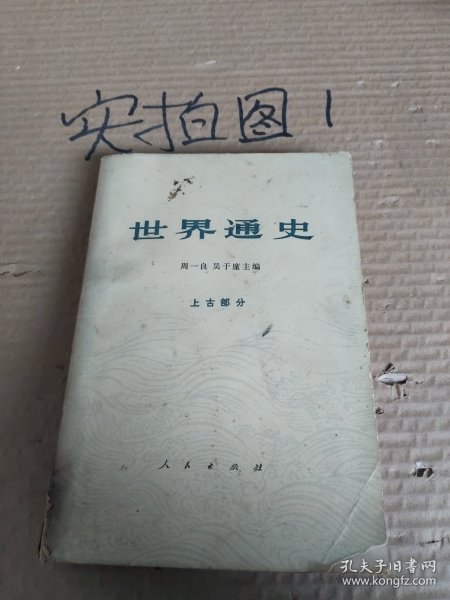 实拍图1
世界通史
周一良 吴于廑主编
上古部分
人民出版社
孔夫子旧书网
www.kongfz.com